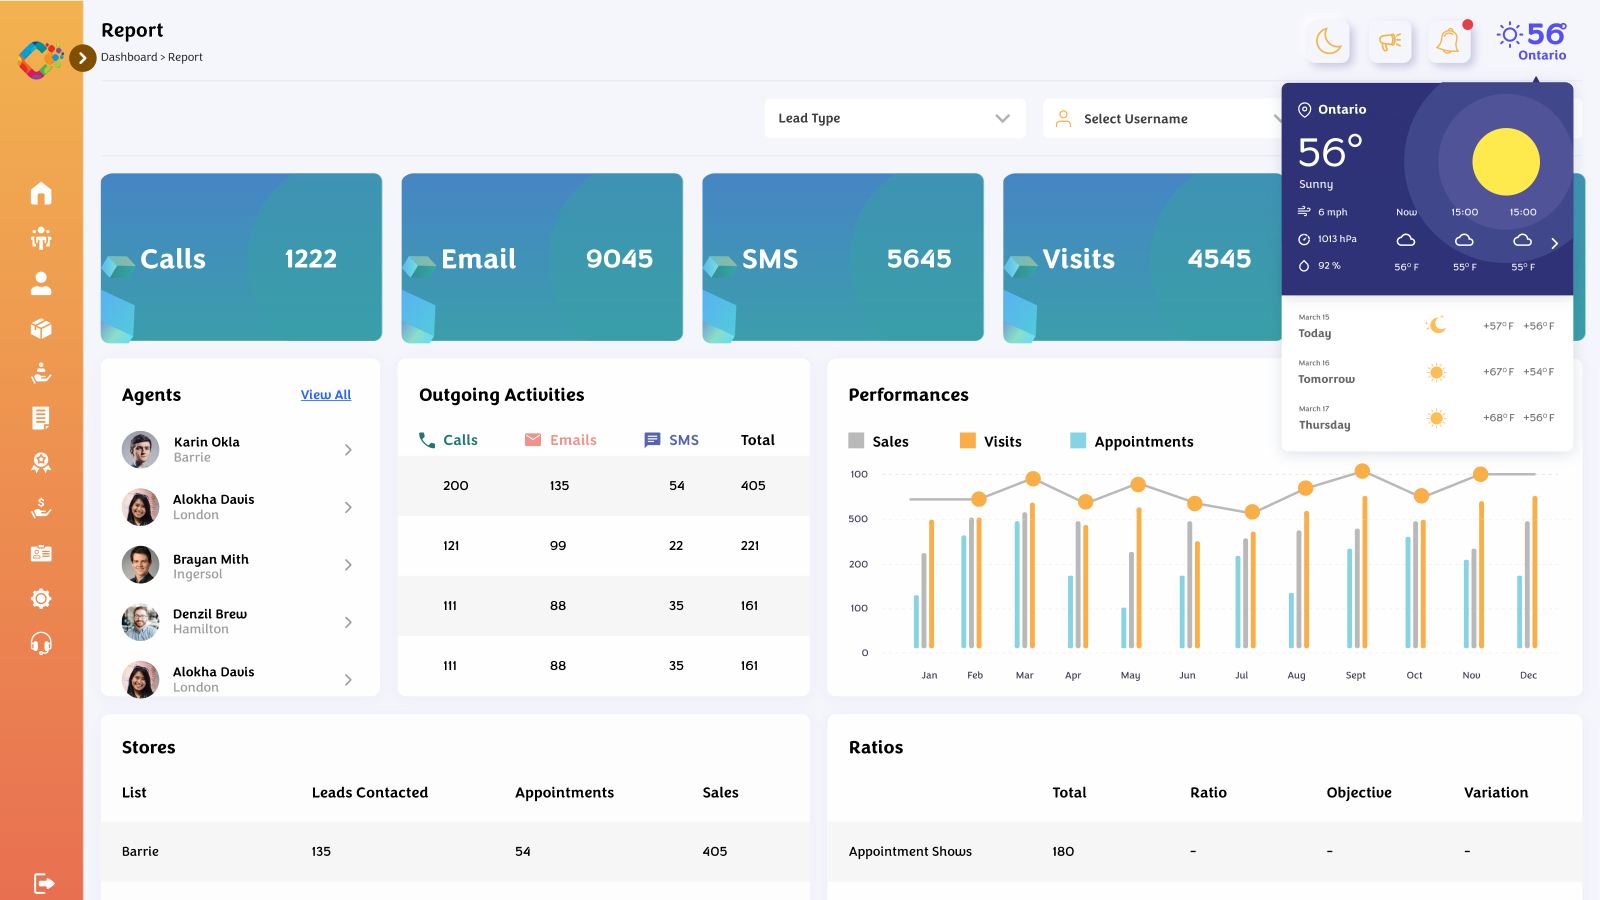 Report
Dashboard > Report
56°
Ontario
Lead Type
Select Username
Ontario
56°
Sunny
6 mph
Now
15:00
15:00
1013 hPa
92 %
56° F
55° F
55° F
March 15
Today
+57° F
+56° F
March 16
Tomorrow
+67° F
+54° F
March 17
Thursday
+68° F
+56° F
Calls
1222
Email
9045
SMS
5645
Visits
4545
Agents
View All
Karin Okla
Barrie
Alokha Davis
London
Brayan Mith
Ingersol
Denzil Brew
Hamilton
Alokha Davis
London
Outgoing Activities
Calls Emails SMS Total
200 135 54 405
121 99 22 221
111 88 35 161
111 88 35 161
Performances
Sales Visits Appointments
100
500
200
100
0
Jan Feb Mar Apr May Jun Jul Aug Sept Oct Nov Dec
Stores
List Leads Contacted Appointments Sales
Barrie 135 54 405
Ratios
Total Ratio Objective Variation
Appointment Shows 180 - - -